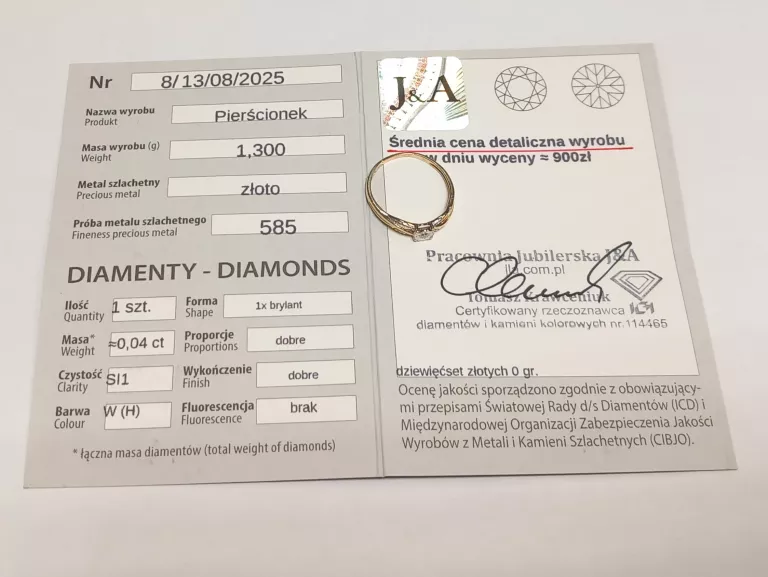 Nr 8/13/08/2025
Nazwa wyrobu
Produkt
Pierścionek
Masa wyrobu (g)
Weight
1,300
Metal szlachetny
Precious metal
złoto
Próba metalu szlachetnego
Fineness precious metal
585
DIAMENTY - DIAMONDS
Ilość
Quantity
1 szt.
Forma
Shape
1x brylant
Masa*
Weight
≈0,04 ct
Proporcje
Proportions
dobre
Czystość
Clarity
SI1
Wykończenie
Finish
dobre
Barwa
Colour
W (H)
Fluorescencja
Fluorescence
brak
* łączna masa diamentów (total weight of diamonds)
J&A
Średnia cena detaliczna wyrobu
w dniu wyceny ≈ 900zł
Pracownia Jubilerska J&A
.com.pl
Tomasz
Certyfikowany rzeczoznawca
diamentów i kamieni kolorowych nr.114465
dziewięćset złotych 0 gr.
Ocenę jakości sporządzono zgodnie z obowiązujący-
mi przepisami Światowej Rady d/s Diamentów (ICD) i
Międzynarodowej Organizacji Zabezpieczenia Jakości
Wyrobów z Metali i Kamieni Szlachetnych (CIBJO).